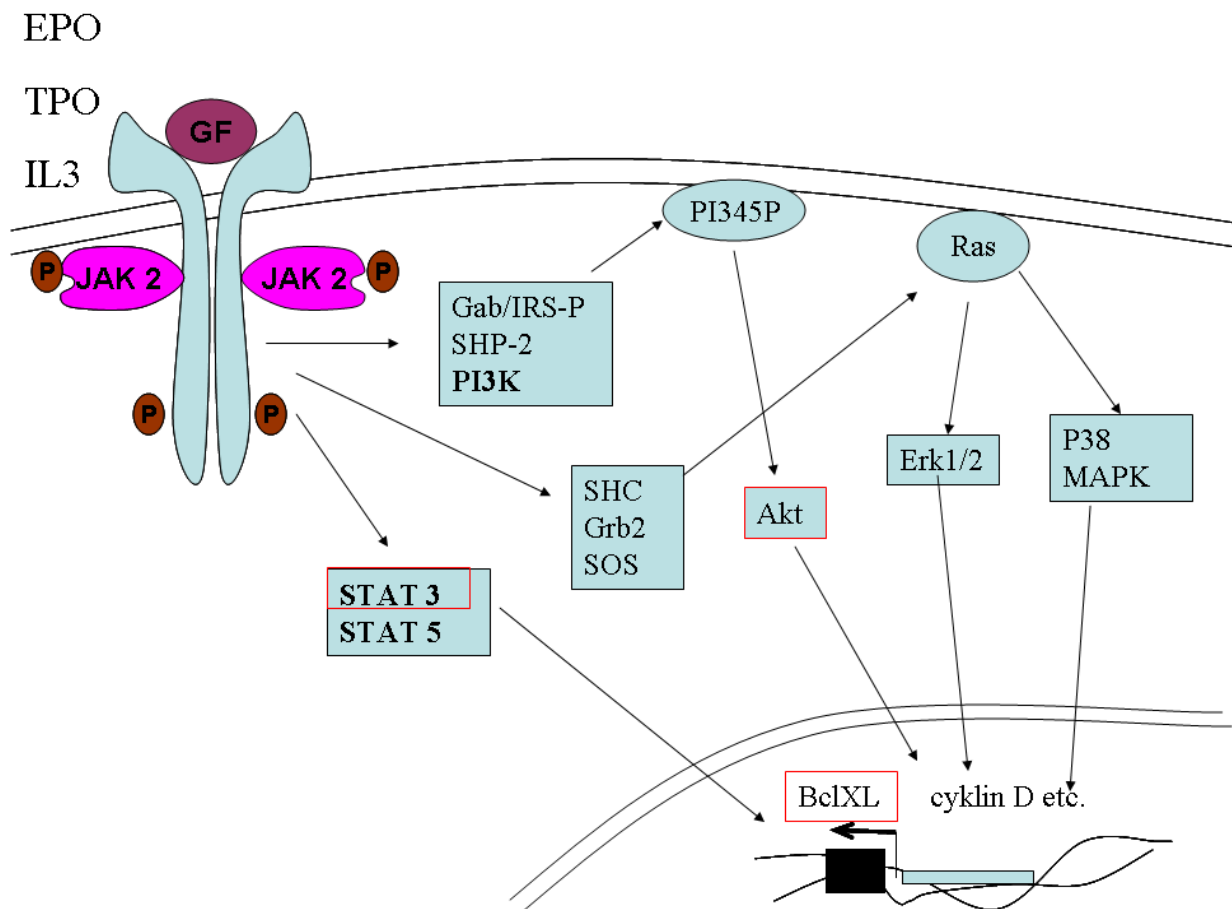 EPO
TPO
IL3
GF
P
JAK 2
JAK 2
P
P
P
Gab/IRS-P
SHP-2
PI3K
PI345P
Ras
SHC
Grb2
SOS
Akt
Erk1/2
P38
MAPK
STAT 3
STAT 5
BclXL
cyklin D etc.